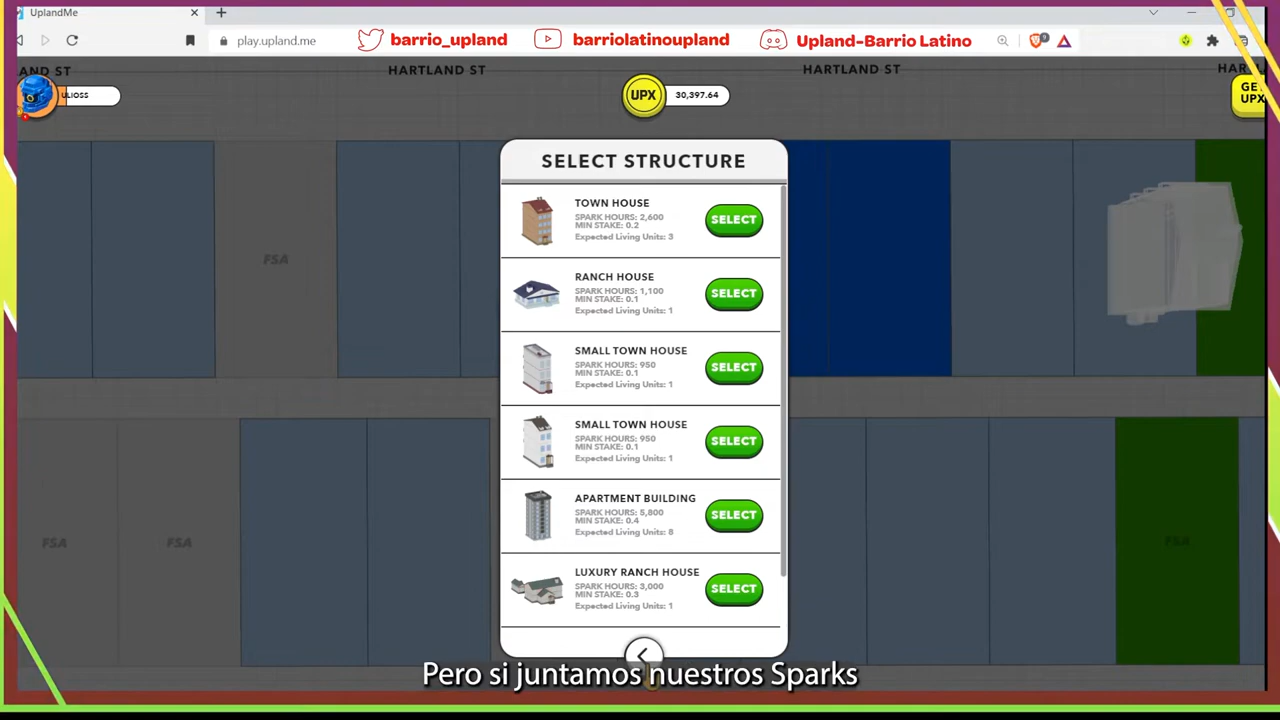 UplandMe
play.upland.me
barrio_upland
barriolatinoupland
Upland-Barrio Latino
HARTLAND ST
HARTLAND ST
ULIOSS
UPX
30,397.64
GE
UPX
FSA
SELECT STRUCTURE
TOWN HOUSE
SPARK HOURS: 2,600
MIN STAKE: 0.2
Expected Living Units: 3
SELECT
RANCH HOUSE
SPARK HOURS: 1,100
MIN STAKE: 0.1
Expected Living Units: 1
SELECT
SMALL TOWN HOUSE
SPARK HOURS: 950
MIN STAKE: 0.1
Expected Living Units: 1
SELECT
SMALL TOWN HOUSE
SPARK HOURS: 950
MIN STAKE: 0.1
Expected Living Units: 1
SELECT
APARTMENT BUILDING
SPARK HOURS: 5,800
MIN STAKE: 0.4
Expected Living Units: 8
SELECT
LUXURY RANCH HOUSE
SPARK HOURS: 3,000
MIN STAKE: 0.3
Expected Living Units: 1
SELECT
FSA
FSA
FSA
Pero si juntamos nuestros Sparks